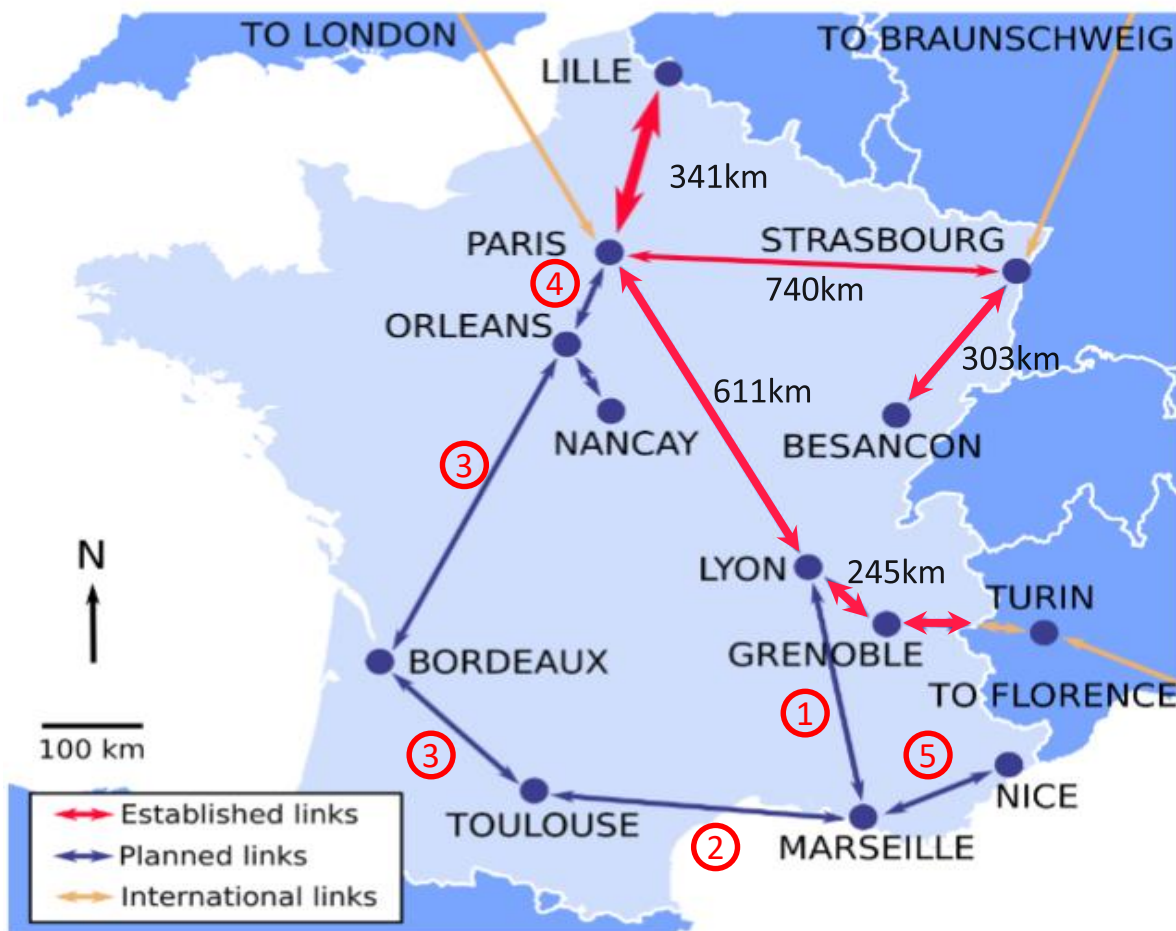 TO LONDON
TO BRAUNSCHWEIG
LILLE
341km
PARIS
STRASBOURG
4
740km
ORLEANS
303km
611km
NANCAY
BESANCON
3
N
LYON
245km
TURIN
GRENOBLE
BORDEAUX
TO FLORENCE
1
100 km
3
5
NICE
TOULOUSE
MARSEILLE
2
Established links
Planned links
International links